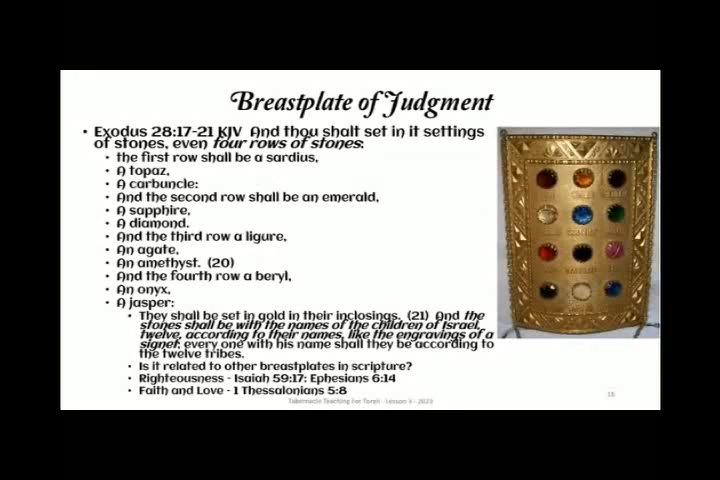 Breastplate of Judgment
• Exodus 28:17-21 KJV And thou shalt set in it settings
of stones, even four rows of stones:
• the first row shall be a sardius,
• A topaz,
• A carbuncle:
• And the second row shall be an emerald,
• A sapphire,
• A diamond.
• And the third row a ligure,
• An agate,
• An amethyst. (20)
• And the fourth row a beryl,
• An onyx,
• A jasper:
• They shall be set in gold in their inclosings. (21) And the
stones shall be with the names of the children of Israel,
twelve, according to their names, like the engravings of a
signet; every one with his name shall they be according to
the twelve tribes.
• Is it related to other breastplates in scripture?
• Righteousness - Isaiah 59:17; Ephesians 6:14
• Faith and Love - 1 Thessalonians 5:8
Tabernacle Teaching For Torah - Lesson 3 - 2023